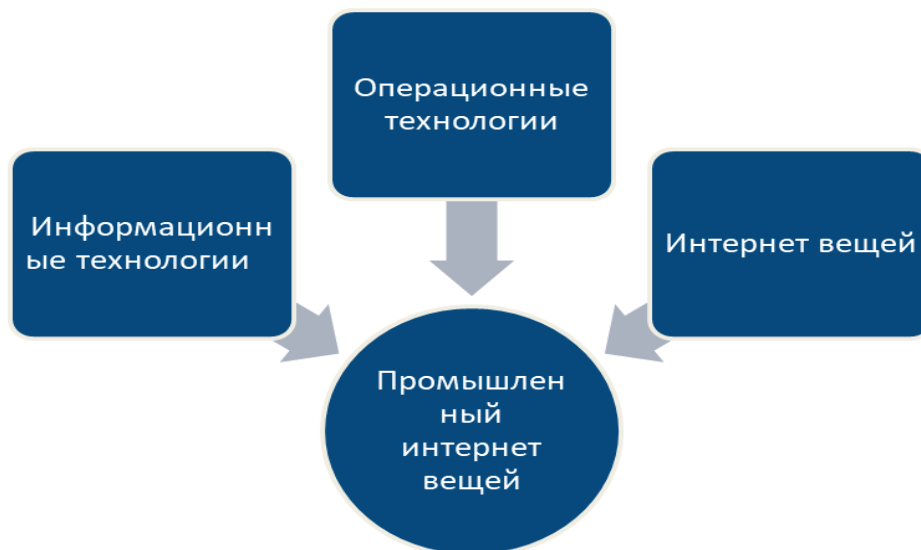 Операционные
технологии
Информационн
ые технологии
Интернет вещей
Промышлен
ный
интернет
вещей